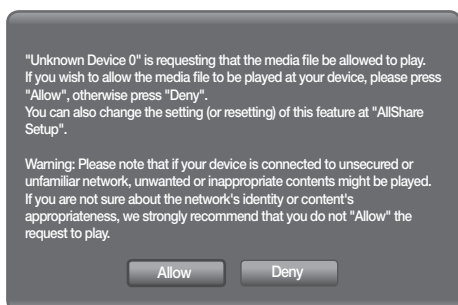 "Unknown Device 0" is requesting that the media file be allowed to play.
If you wish to allow the media file to be played at your device, please press
"Allow", otherwise press "Deny".
You can also change the setting (or resetting) of this feature at "AllShare
Setup".
Warning: Please note that if your device is connected to unsecured or
unfamiliar network, unwanted or inappropriate contents might be played.
If you are not sure about the network's identity or content's
appropriateness, we strongly recommend that you do not "Allow" the
request to play.
Allow Deny